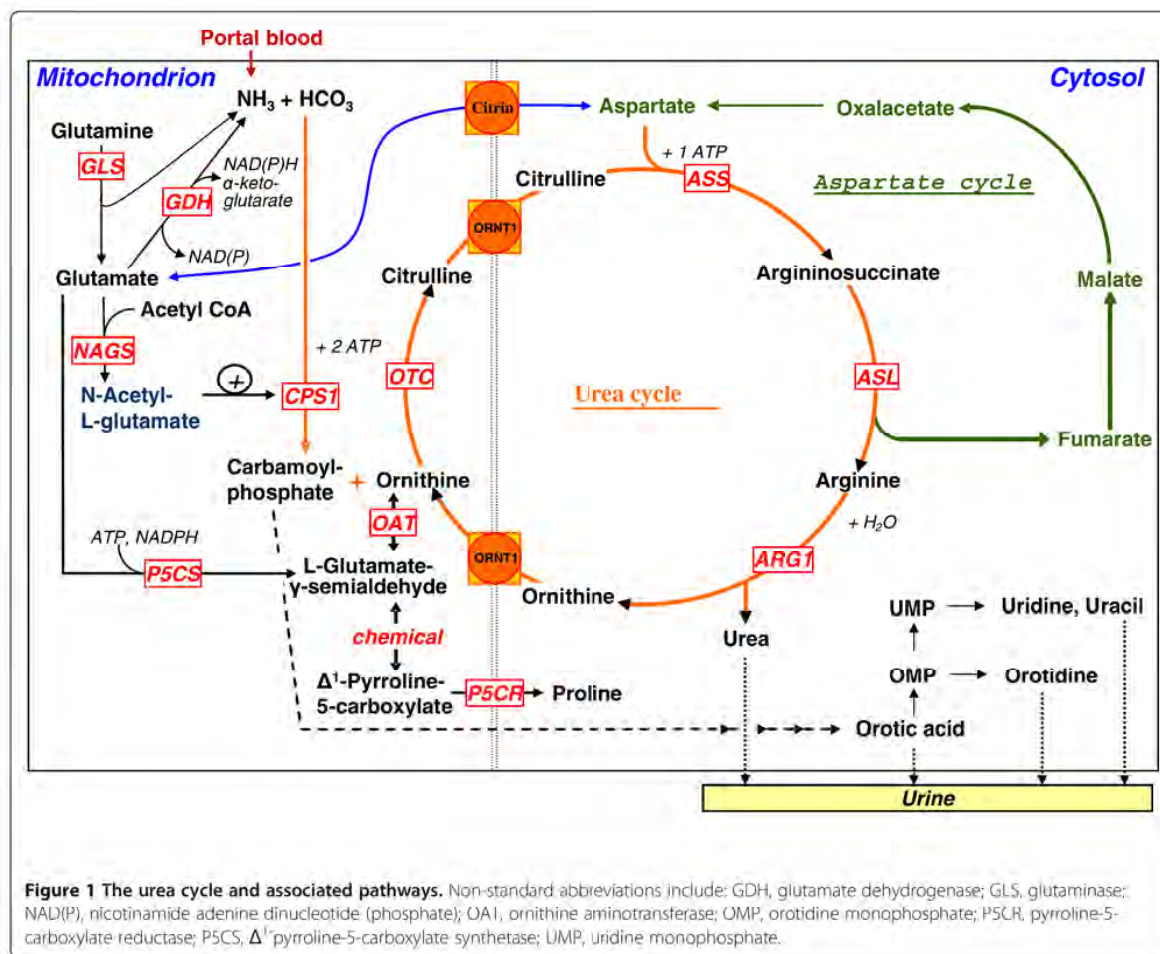 Portal blood
Mitochondrion
Cytosol
NH3 + HCO3
Citrin
Aspartate
Oxalacetate
Glutamine
+ 1 ATP
GLS
NAD(P)H
α-keto-
glutarate
Citrulline
ASS
Aspartate cycle
GDH
ORNT1
NAD(P)
Glutamate
Citrulline
Argininosuccinate
Malate
Acetyl CoA
NAGS
+ 2 ATP
OTC
ASL
N-Acetyl-
L-glutamate
+
CPS1
Urea cycle
Fumarate
Carbamoyl-
phosphate
+
Ornithine
Arginine
+ H2O
OAT
ATP, NADPH
ORNT1
ARG1
P5CS
L-Glutamate-
γ-semialdehyde
Ornithine
UMP
Uridine, Uracil
chemical
Urea
Δ1-Pyrroline-
5-carboxylate
P5CR
Proline
OMP
Orotidine
Orotic acid
Urine
Figure 1 The urea cycle and associated pathways. Non-standard abbreviations include: GDH, glutamate dehydrogenase; GLS, glutaminase;
NAD(P), nicotinamide adenine dinucleotide (phosphate); OAT, ornithine aminotransferase; OMP, orotidine monophosphate; P5CR, pyrroline-5-
carboxylate reductase; P5CS, Δ1-pyrroline-5-carboxylate synthetase; UMP, uridine monophosphate.